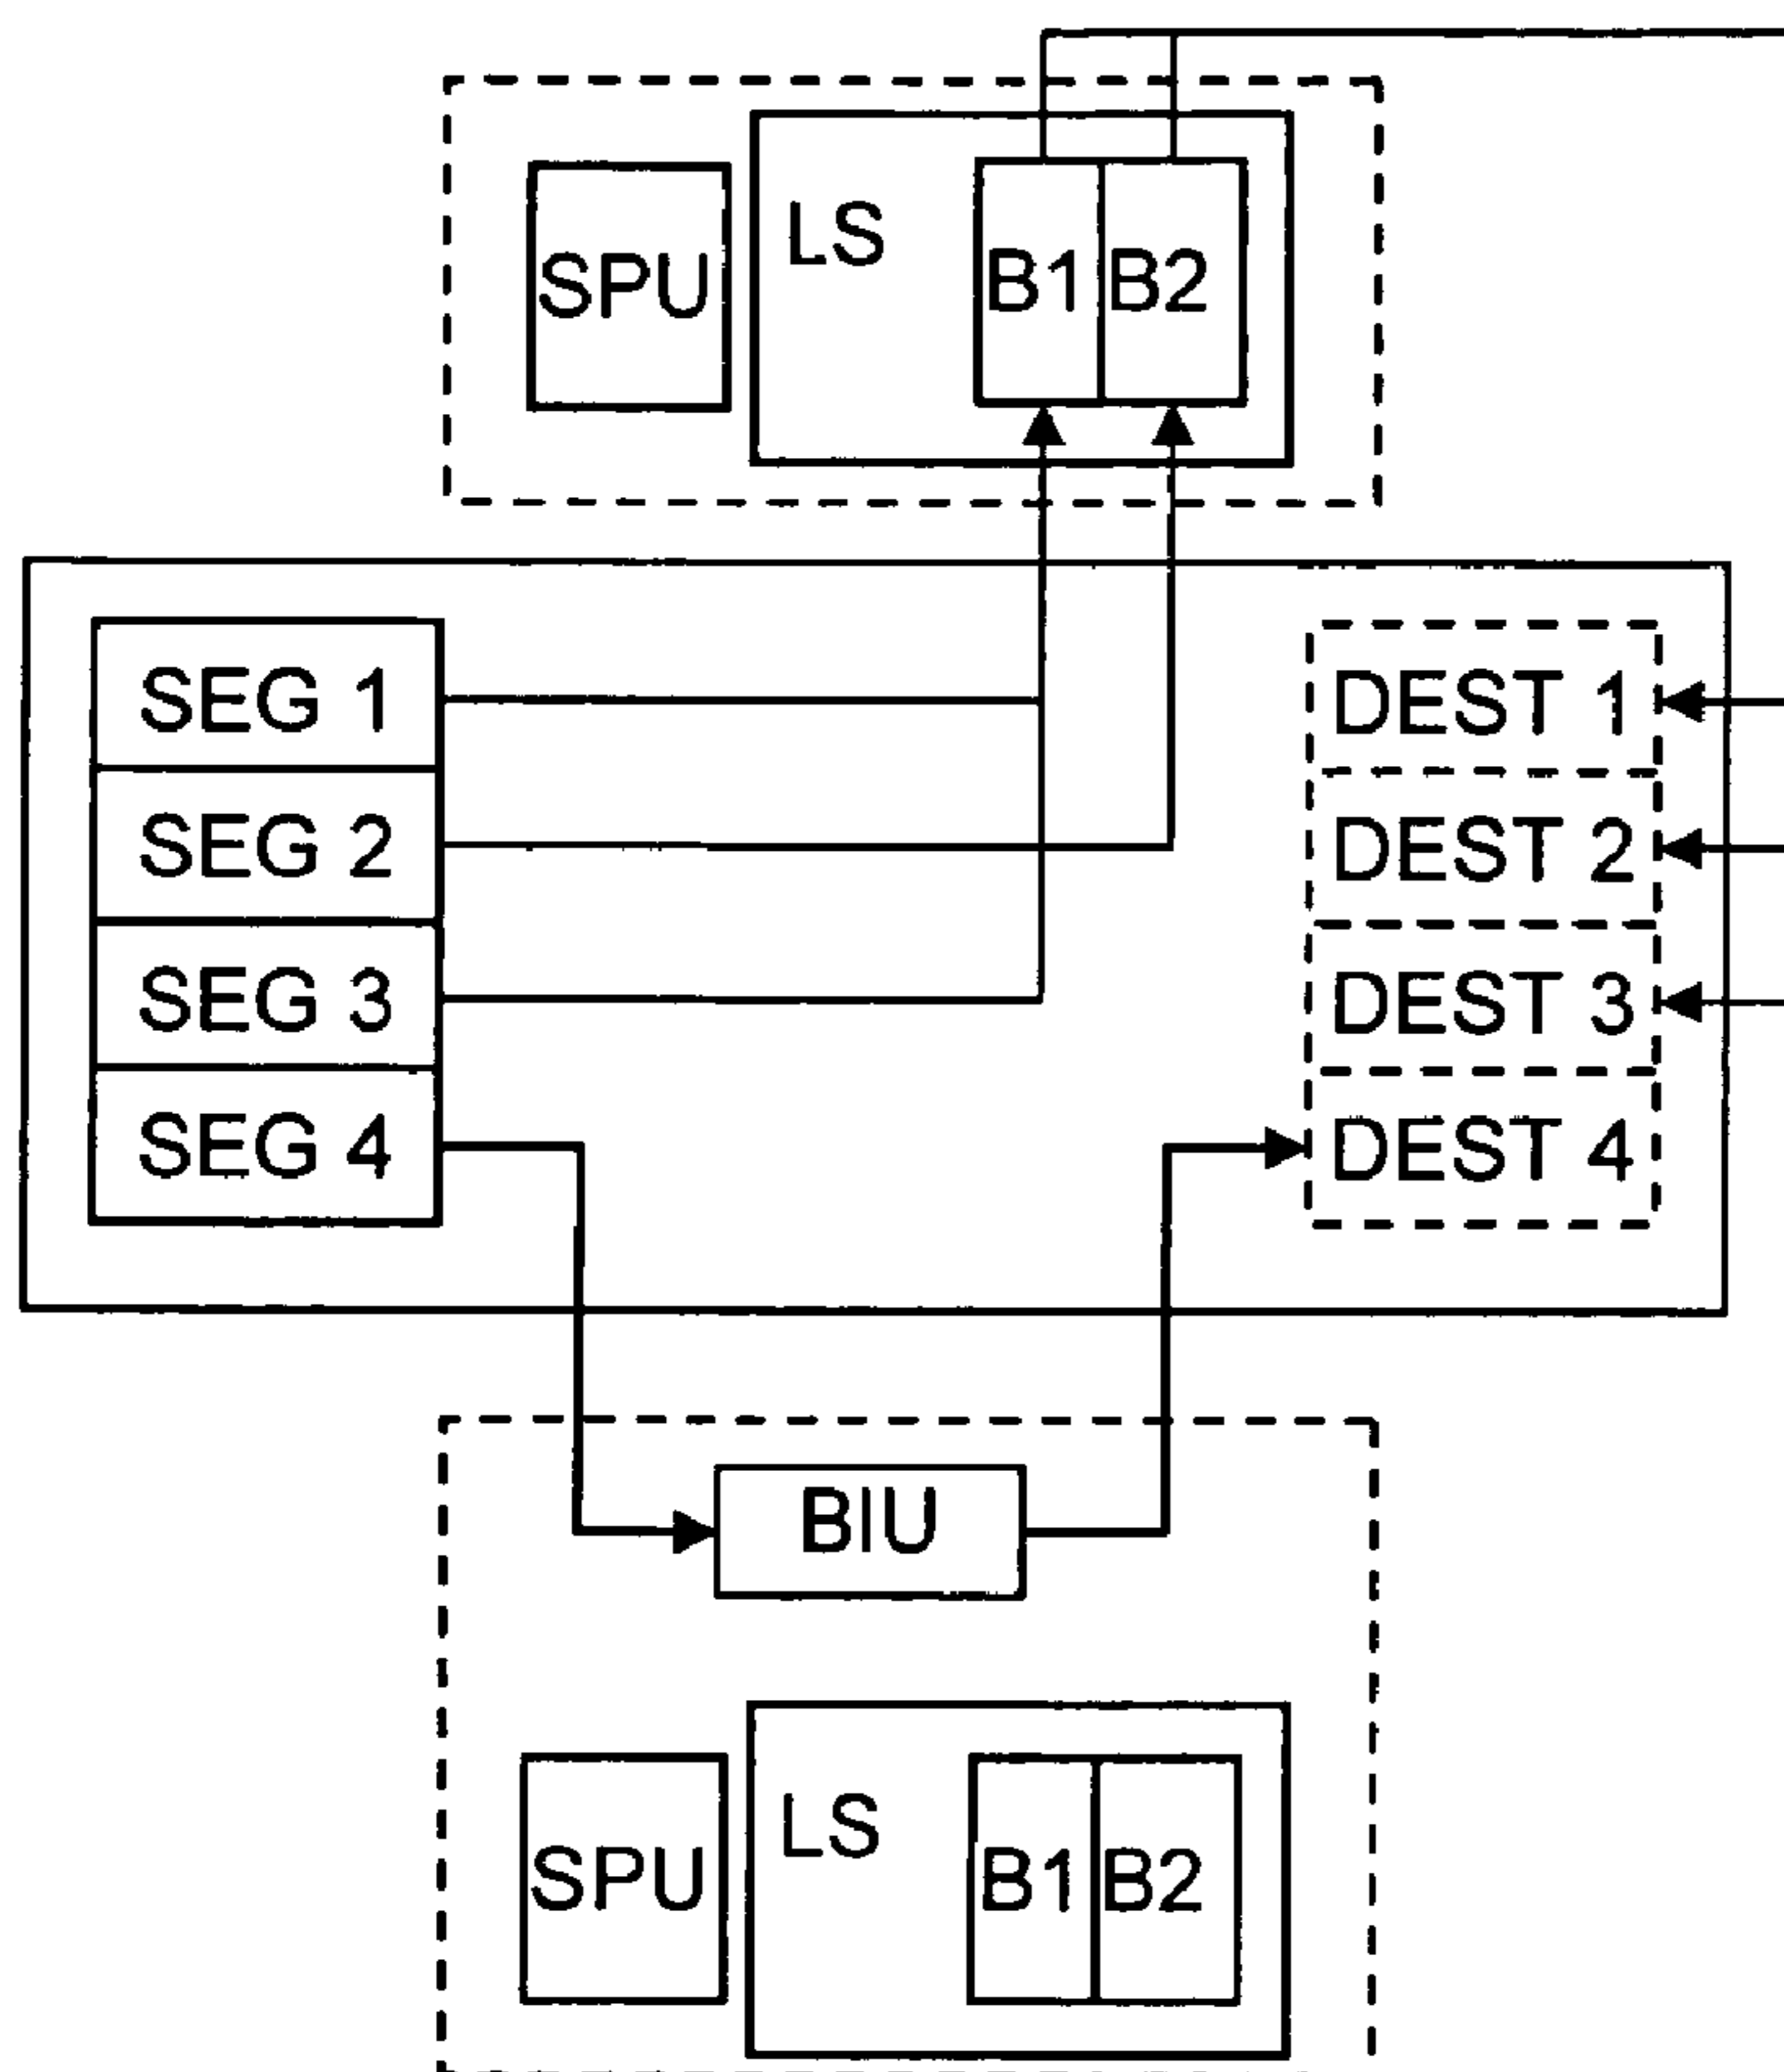 LS
SPU
B1 B2
SEG 1
DEST 1
SEG 2
DEST 2
SEG 3
DEST 3
SEG 4
DEST 4
BIU
LS
SPU
B1 B2